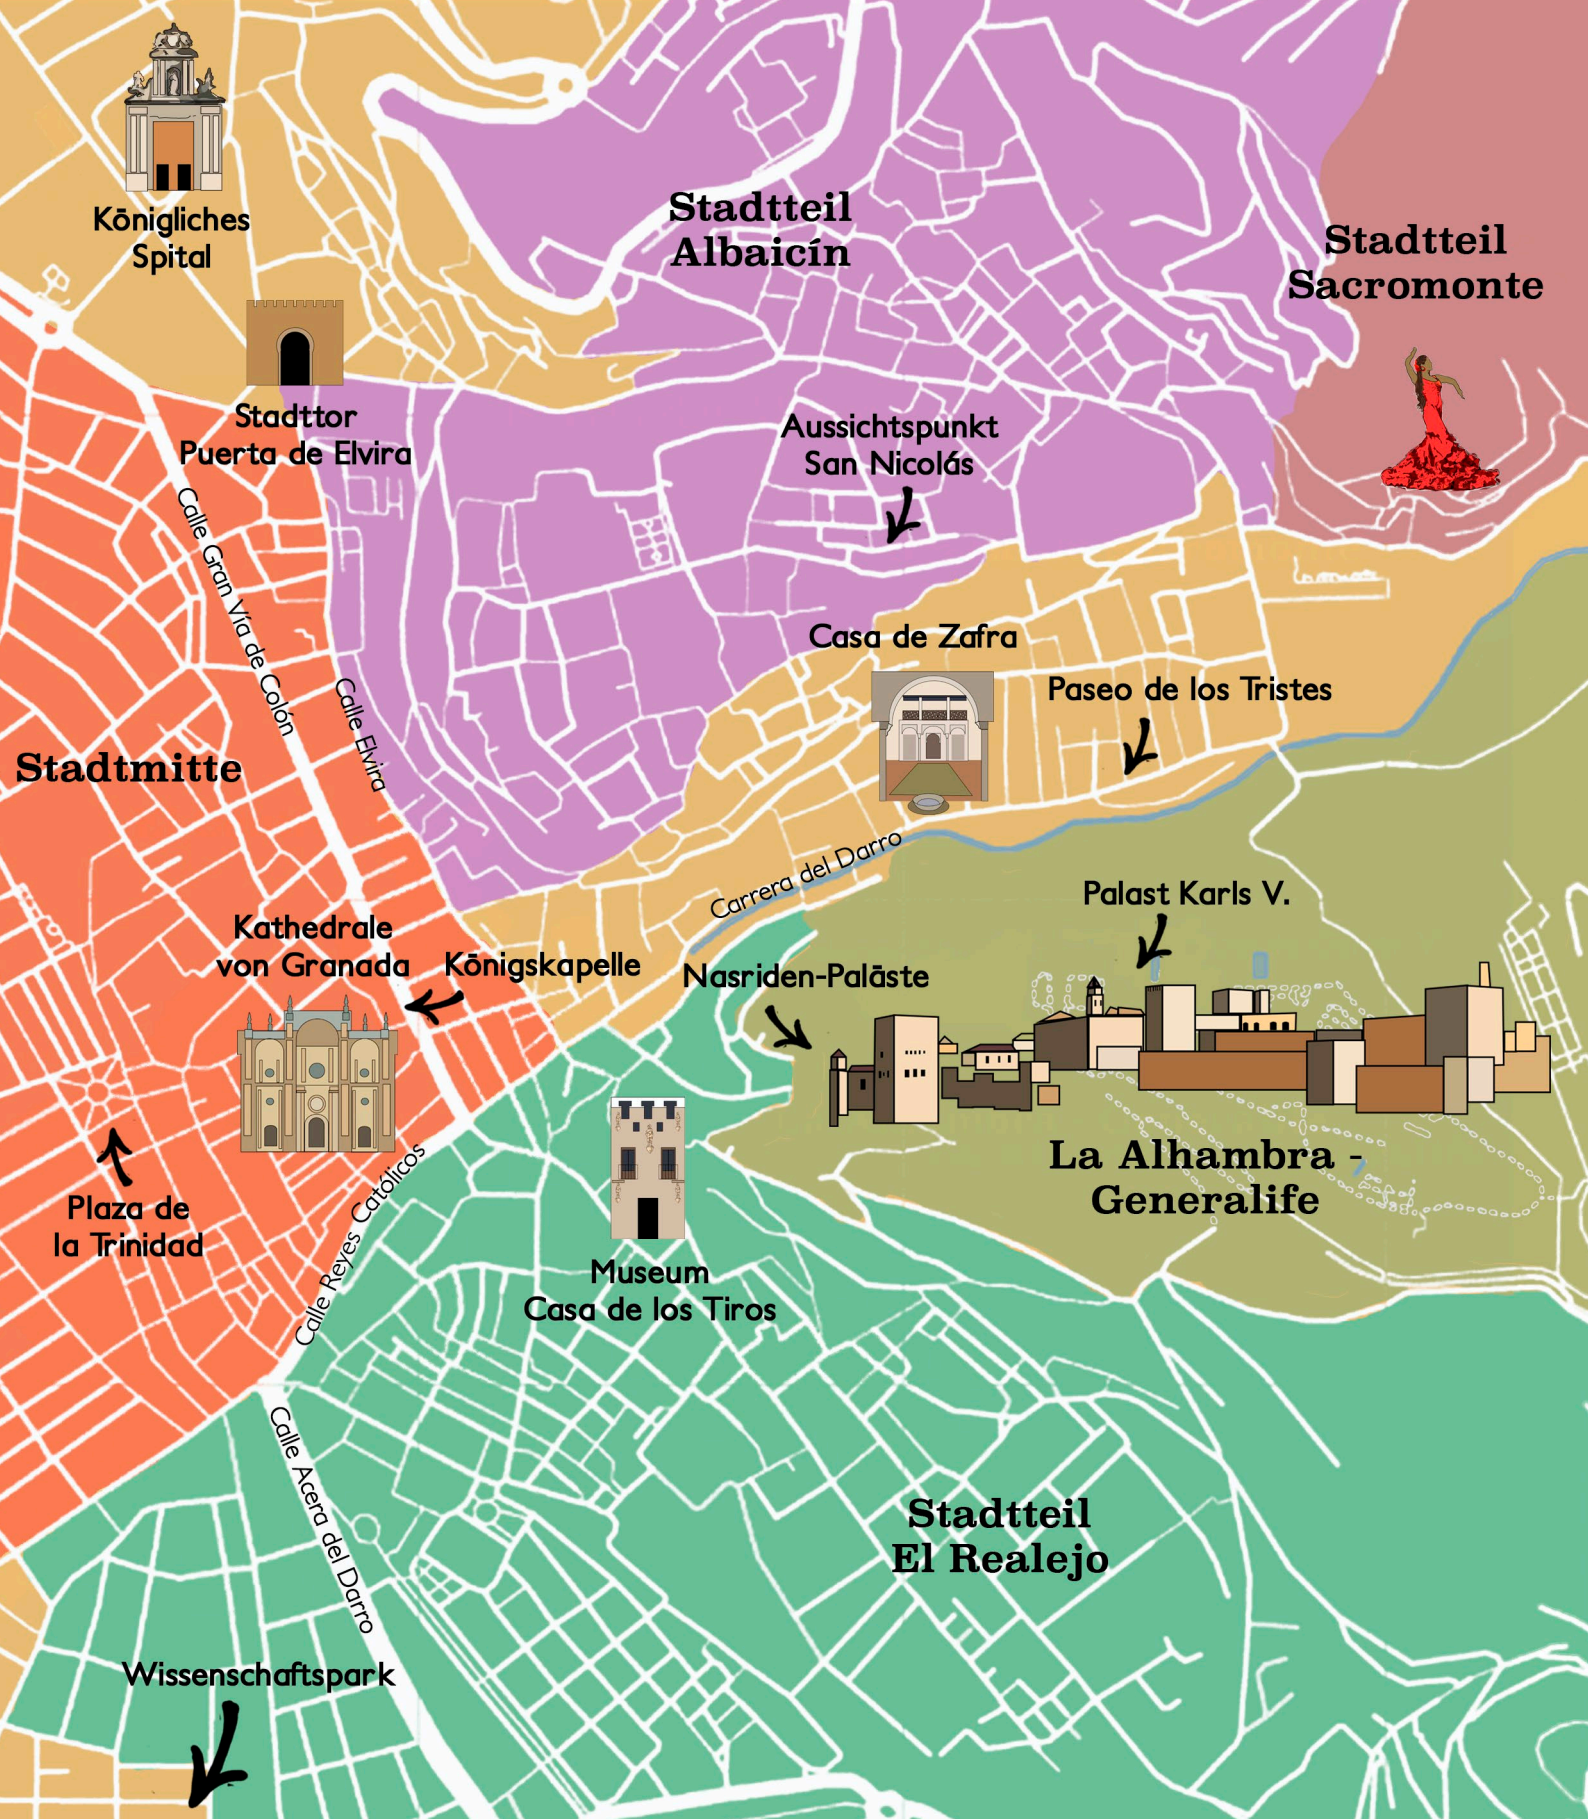 Königliches
Spital
Stadtteil
Albaicín
Stadtteil
Sacromonte
Stadttor
Puerta de Elvira
Aussichtspunkt
San Nicolás
Calle Gran Vía de Colón
Calle Elvira
Casa de Zafra
Paseo de los Tristes
Stadtmitte
Carrera del Darro
Palast Karls V.
Kathedrale
von Granada
Königskapelle
Nasriden-Paläste
La Alhambra -
Generalife
Plaza de
la Trinidad
Calle Reyes Católicos
Museum
Casa de los Tiros
Calle Acera del Darro
Stadtteil
El Realejo
Wissenschaftspark